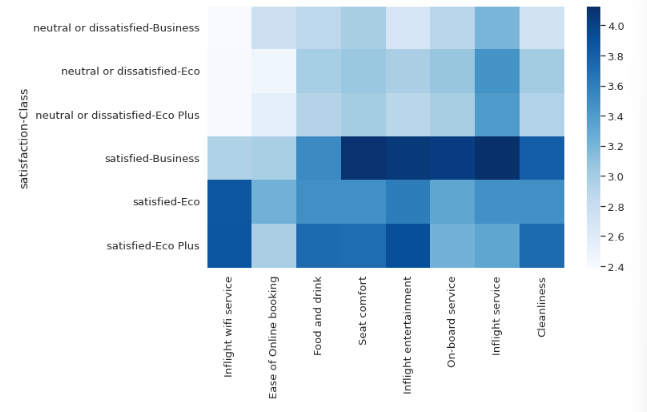 satisfaction-Class
neutral or dissatisfied-Business
neutral or dissatisfied-Eco
neutral or dissatisfied-Eco Plus
satisfied-Business
satisfied-Eco
satisfied-Eco Plus
Inflight wifi service
Ease of Online booking
Food and drink
Seat comfort
Inflight entertainment
On-board service
Inflight service
Cleanliness
4.0
3.8
3.6
3.4
3.2
3.0
2.8
2.6
2.4